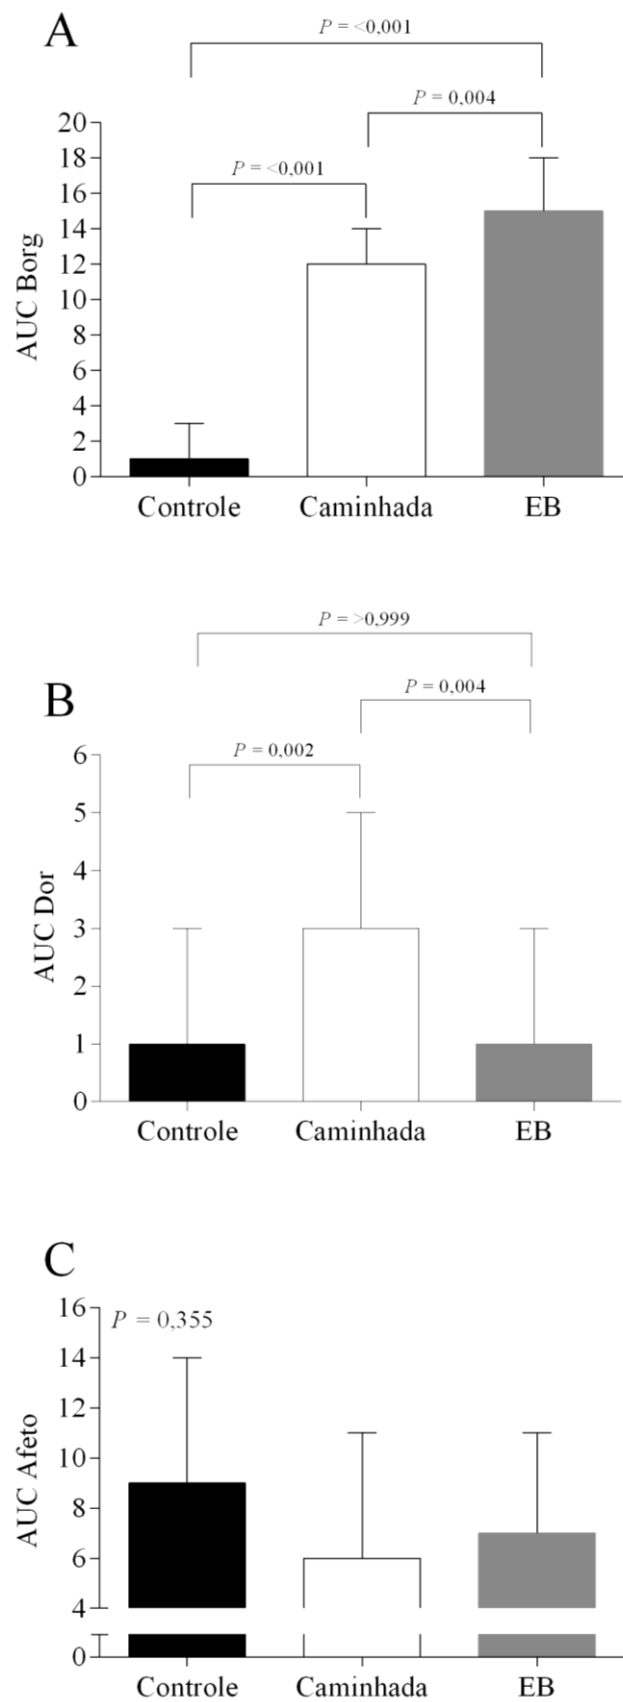 A
P = <0,001
P = 0,004
P = <0,001
20
18
16
14
12
10
8
6
4
2
0
AUC Borg
Controle Caminhada EB
P = >0,999
B
P = 0,004
P = 0,002
6
5
4
3
2
1
0
AUC Dor
Controle Caminhada EB
C
16
P = 0,355
14
12
10
8
6
4
0
AUC Afeto
Controle Caminhada EB